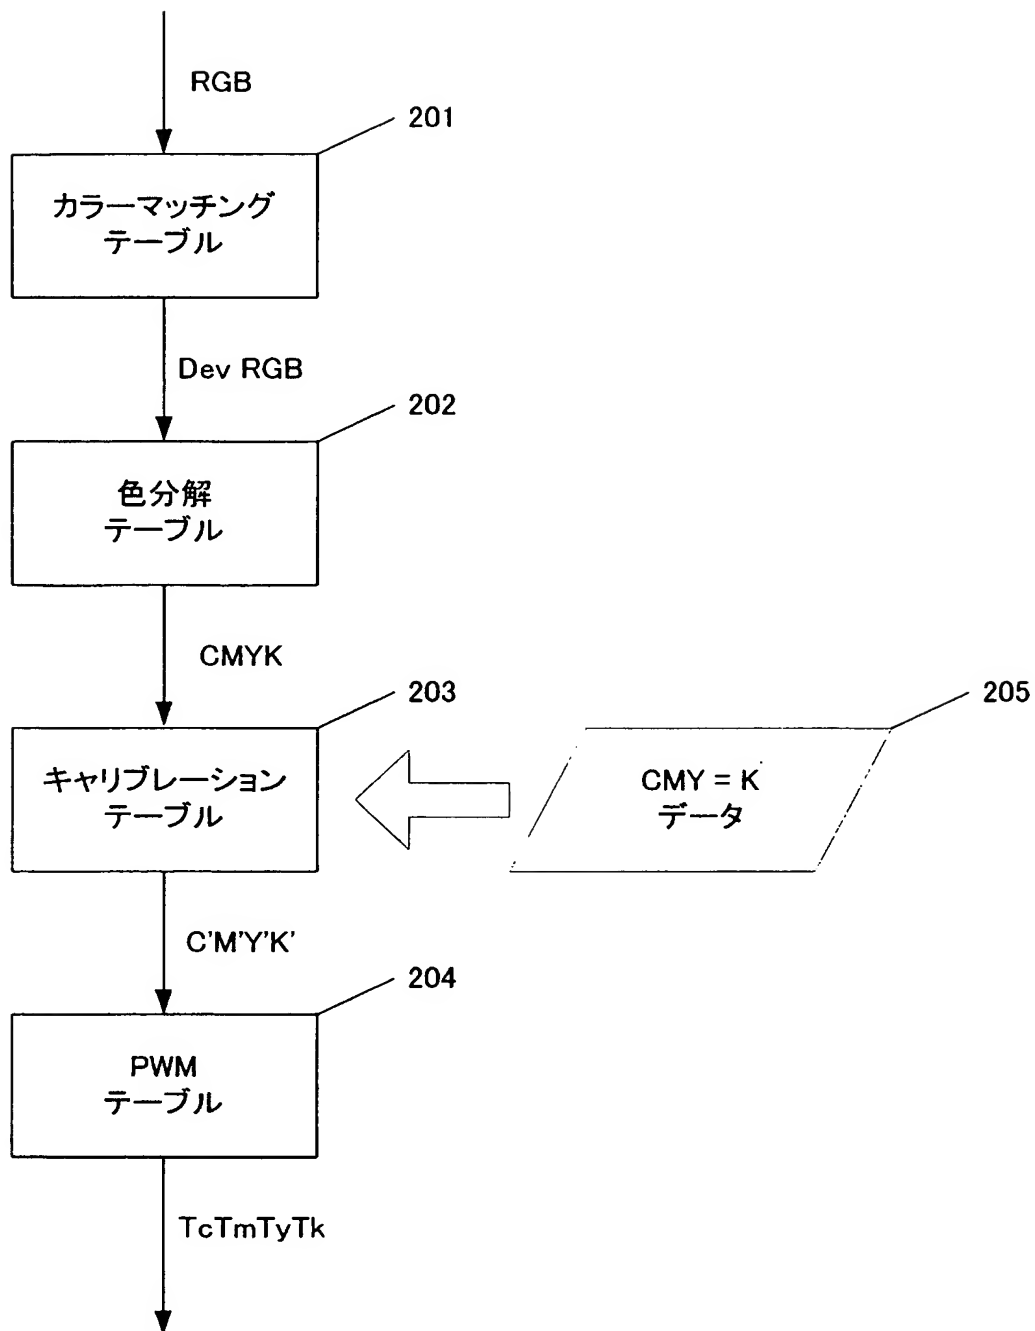 RGB
201
カラーマッチング
テーブル
Dev RGB
202
色分解
テーブル
CMYK
203
205
キャリブレーション
テーブル
CMY = K
データ
C'M'Y'K'
204
PWM
テーブル
TcTmTyTk